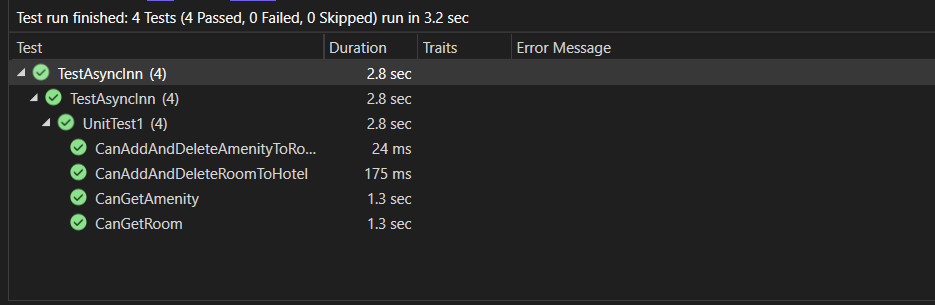 Test run finished: 4 Tests (4 Passed, 0 Failed, 0 Skipped) run in 3.2 sec
Test Duration Traits Error Message
TestAsyncInn (4) 2.8 sec
TestAsyncInn (4) 2.8 sec
UnitTest1 (4) 2.8 sec
CanAddAndDeleteAmenityToRo... 24 ms
CanAddAndDeleteRoomToHotel 175 ms
CanGetAmenity 1.3 sec
CanGetRoom 1.3 sec